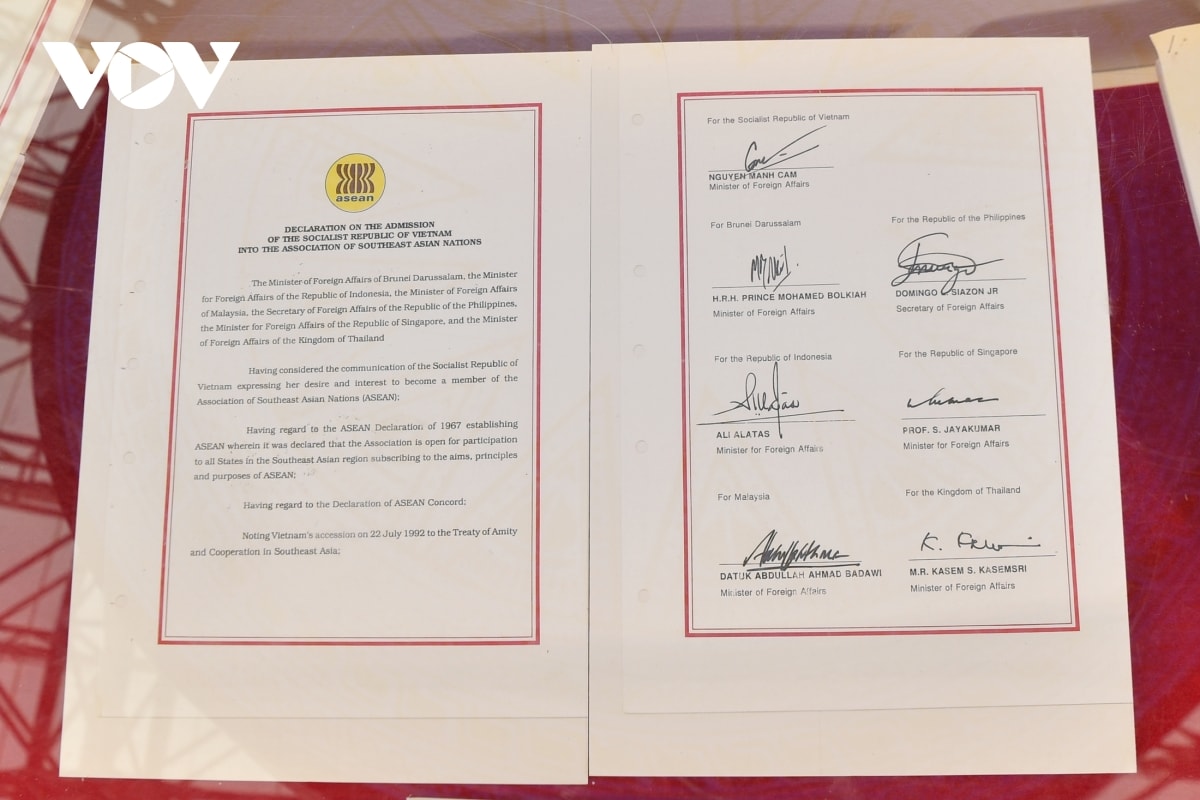 VOV
asean
DECLARATION ON THE ADMISSION
OF THE SOCIALIST REPUBLIC OF VIETNAM
INTO THE ASSOCIATION OF SOUTHEAST ASIAN NATIONS
The Minister of Foreign Affairs of Brunei Darussalam, the Minister
for Foreign Affairs of the Republic of Indonesia, the Minister of Foreign Affairs
of Malaysia, the Secretary of Foreign Affairs of the Republic of the Philippines,
the Minister for Foreign Affairs of the Republic of Singapore, and the Minister
of Foreign Affairs of the Kingdom of Thailand
Having considered the communication of the Socialist Republic of
Vietnam expressing her desire and interest to become a member of the
Association of Southeast Asian Nations (ASEAN);
Having regard to the ASEAN Declaration of 1967 establishing
ASEAN wherein it was declared that the Association is open for participation
to all States in the Southeast Asian region subscribing to the aims, principles
and purposes of ASEAN;
Having regard to the Declaration of ASEAN Concord;
Noting Vietnam's accession on 22 July 1992 to the Treaty of Amity
and Cooperation in Southeast Asia;
For the Socialist Republic of Vietnam
NGUYEN MANH CAM
Minister of Foreign Affairs
For Brunei Darussalam
H.R.H. PRINCE MOHAMED BOLKIAH
Minister of Foreign Affairs
For the Republic of the Philippines
DOMINGO L. SIAZON JR
Secretary of Foreign Affairs
For the Republic of Indonesia
ALI ALATAS
Minister for Foreign Affairs
For the Republic of Singapore
PROF. S. JAYAKUMAR
Minister for Foreign Affairs
For Malaysia
DATUK ABDULLAH AHMAD BADAWI
Minister of Foreign Affairs
For the Kingdom of Thailand
M.R. KASEM S. KASEMSRI
Minister of Foreign Affairs